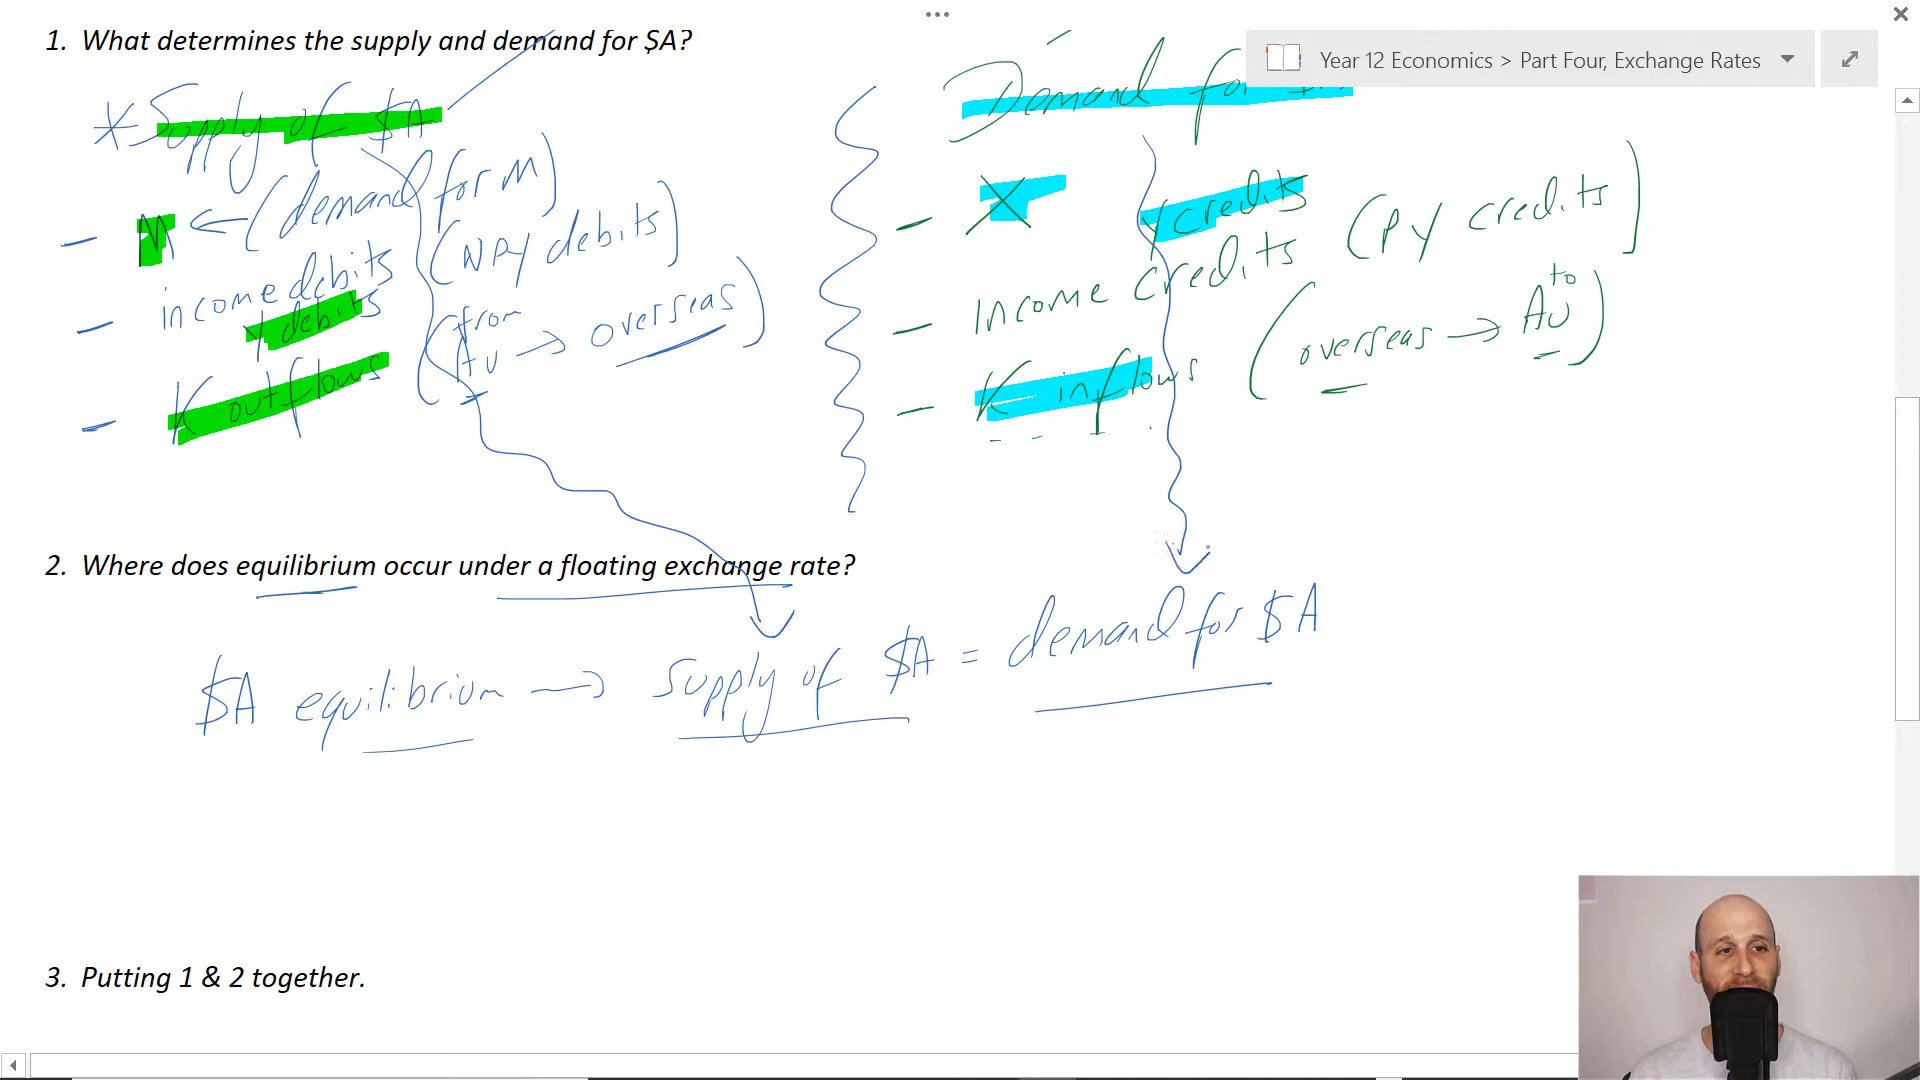 1. What determines the supply and demand for $A?
Year 12 Economics > Part Four, Exchange Rates
* Supply of $A
- M ← (demand for M)
- income debits (NPY debits)
Y debits
- K outflows (from Au → overseas)
Demand for $A
- X
Y credits
- Income credits (PY credits)
- K inflows (overseas → to Au)
2. Where does equilibrium occur under a floating exchange rate?
$A equilibrium → supply of $A = demand for $A
3. Putting 1 & 2 together.